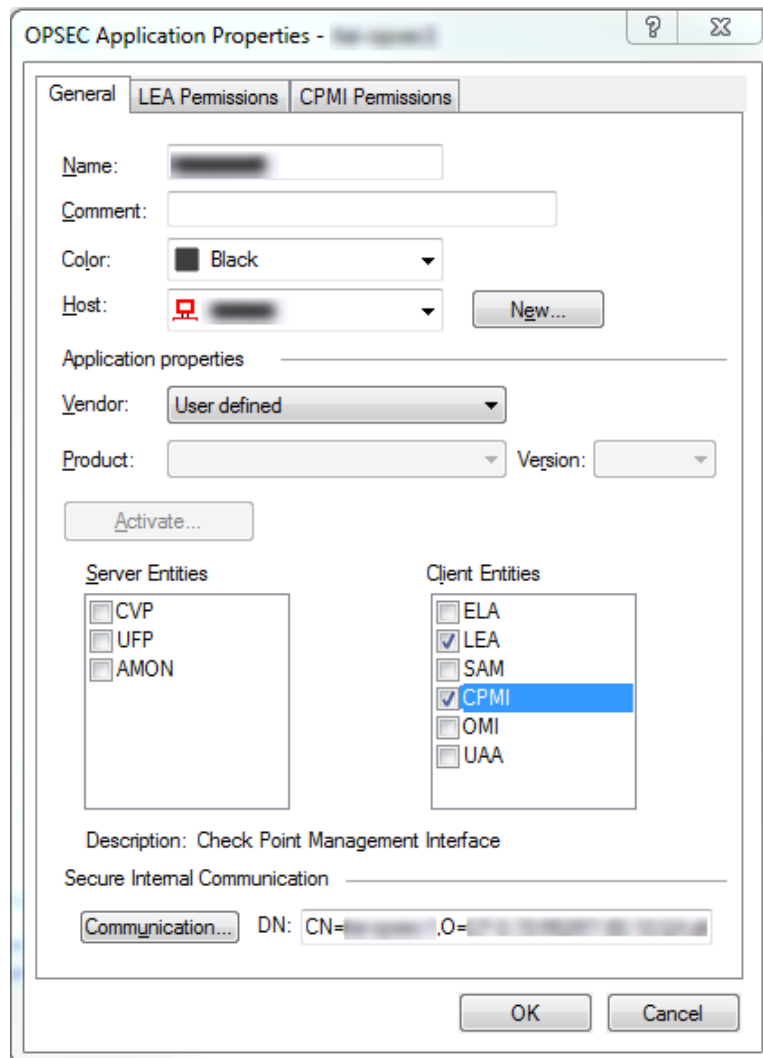 OPSEC Application Properties -
General LEA Permissions CPMI Permissions
Name:
Comment:
Color: Black
Host: New...
Application properties
Vendor: User defined
Product: Version:
Activate...
Server Entities Client Entities
CVP ELA
UFP LEA
AMON SAM
CPMI
OMI
UAA
Description: Check Point Management Interface
Secure Internal Communication
Communication... DN: CN= ,O=
OK Cancel